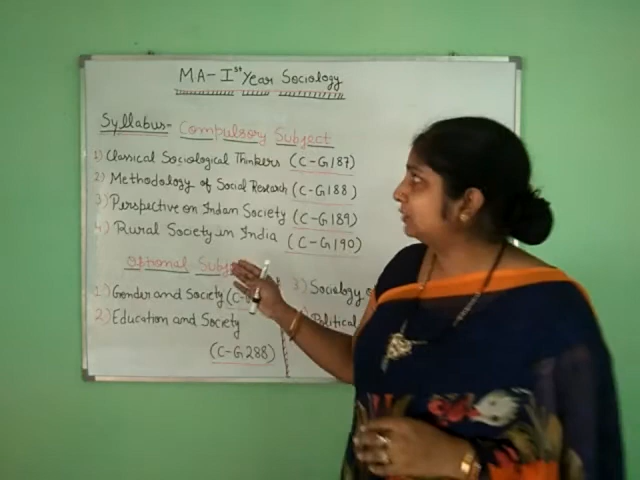 MA-Ist Year Sociology
Syllabus- Compulsory Subject
1) Classical Sociological Thinkers (C-G187)
2) Methodology of Social Research (C-G188)
3) Perspective on Indan Society (C-G189)
4) Rural Society in India (C-G190)
Optional
1) Gender and Society
2) Education and Society
(C-G288)
3) Sociology
Political